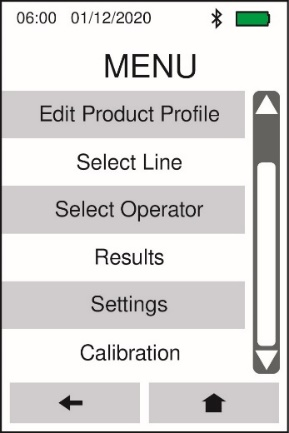 06:00 01/12/2020
MENU
Edit Product Profile
Select Line
Select Operator
Results
Settings
Calibration